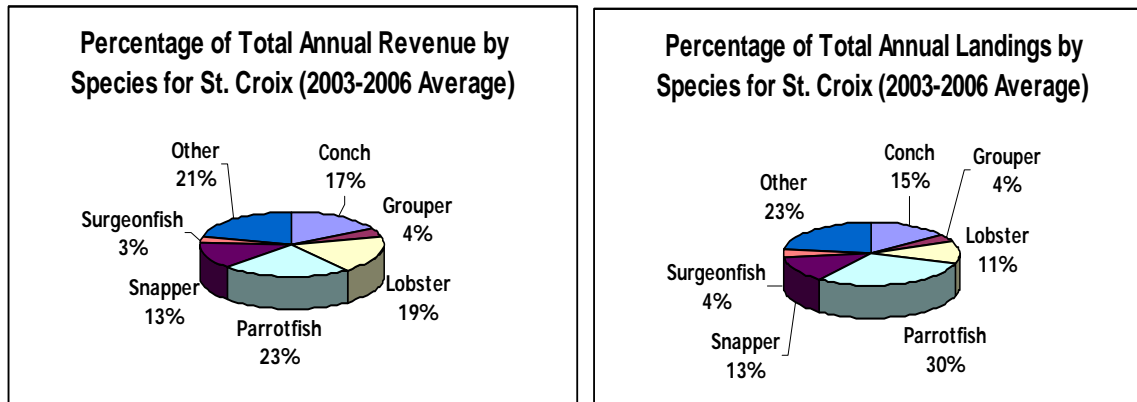 Percentage of Total Annual Revenue by
Species for St. Croix (2003-2006 Average)
Other
21%
Conch
17%
Grouper
4%
Lobster
19%
Parrotfish
23%
Snapper
13%
Surgeonfish
3%
Percentage of Total Annual Landings by
Species for St. Croix (2003-2006 Average)
Other
23%
Conch
15%
Grouper
4%
Lobster
11%
Parrotfish
30%
Snapper
13%
Surgeonfish
4%